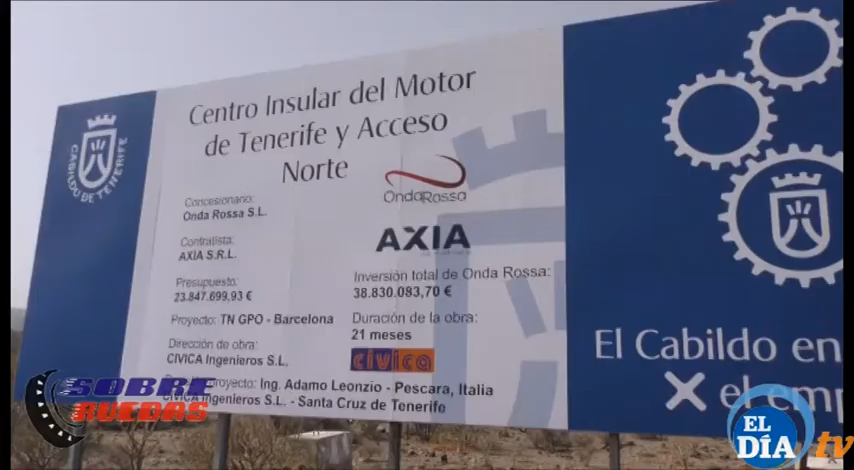 Centro Insular del Motor
de Tenerife y Acceso
Norte
CABILDO DE TENERIFE
OndaRossa
Concesionario:
Onda Rossa S.L.
AXIA
Contratista:
AXIA S.R.L.
Presupuesto:
23.847.699,93 €
Inversión total de Onda Rossa:
38.830.083,70 €
Proyecto: TN GPO - Barcelona
Duración de la obra:
21 meses
Dirección de obra:
CIVICA Ingenieros S.L.
civica
proyecto: Ing. Adamo Leonzio - Pescara, Italia
CIVICA Ingenieros S.L. - Santa Cruz de Tenerife
El Cabildo en
X el emp
SOBRE
RUEDAS
EL
DÍA
tv